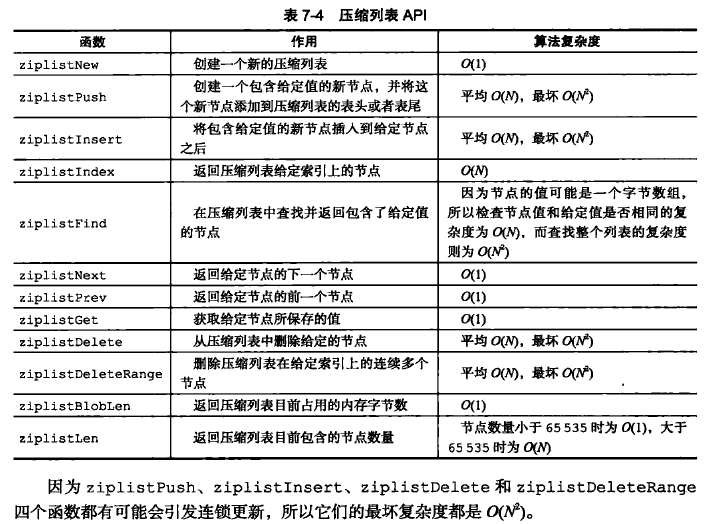 表 7-4 压缩列表 API
函数 作用 算法复杂度
ziplistNew 创建一个新的压缩列表 O(1)
ziplistPush 创建一个包含给定值的新节点，并将这
个新节点添加到压缩列表的表头或者表尾 平均 O(N)，最坏 O(N²)
ziplistInsert 将包含给定值的新节点插入到给定节点
之后 平均 O(N)，最坏 O(N²)
ziplistIndex 返回压缩列表给定索引上的节点 O(N)
ziplistFind 在压缩列表中查找并返回包含了给定值
的节点
因为节点的值可能是一个字节数组，
所以检查节点值和给定值是否相同的复
杂度为 O(N)，而查找整个列表的复杂度
则为 O(N²)
ziplistNext 返回给定节点的下一个节点 O(1)
ziplistPrev 返回给定节点的前一个节点 O(1)
ziplistGet 获取给定节点所保存的值 O(1)
ziplistDelete 从压缩列表中删除给定的节点 平均 O(N)，最坏 O(N²)
ziplistDeleteRange 删除压缩列表在给定索引上的连续多个
节点 平均 O(N)，最坏 O(N²)
ziplistBlobLen 返回压缩列表目前占用的内存字节数 O(1)
ziplistLen 返回压缩列表目前包含的节点数量
节点数量小于 65 535 时为 O(1)，大于
65 535 时为 O(N)
因为 ziplistPush、ziplistInsert、ziplistDelete 和 ziplistDeleteRange
四个函数都有可能会引发连锁更新，所以它们的最坏复杂度都是 O(N²)。